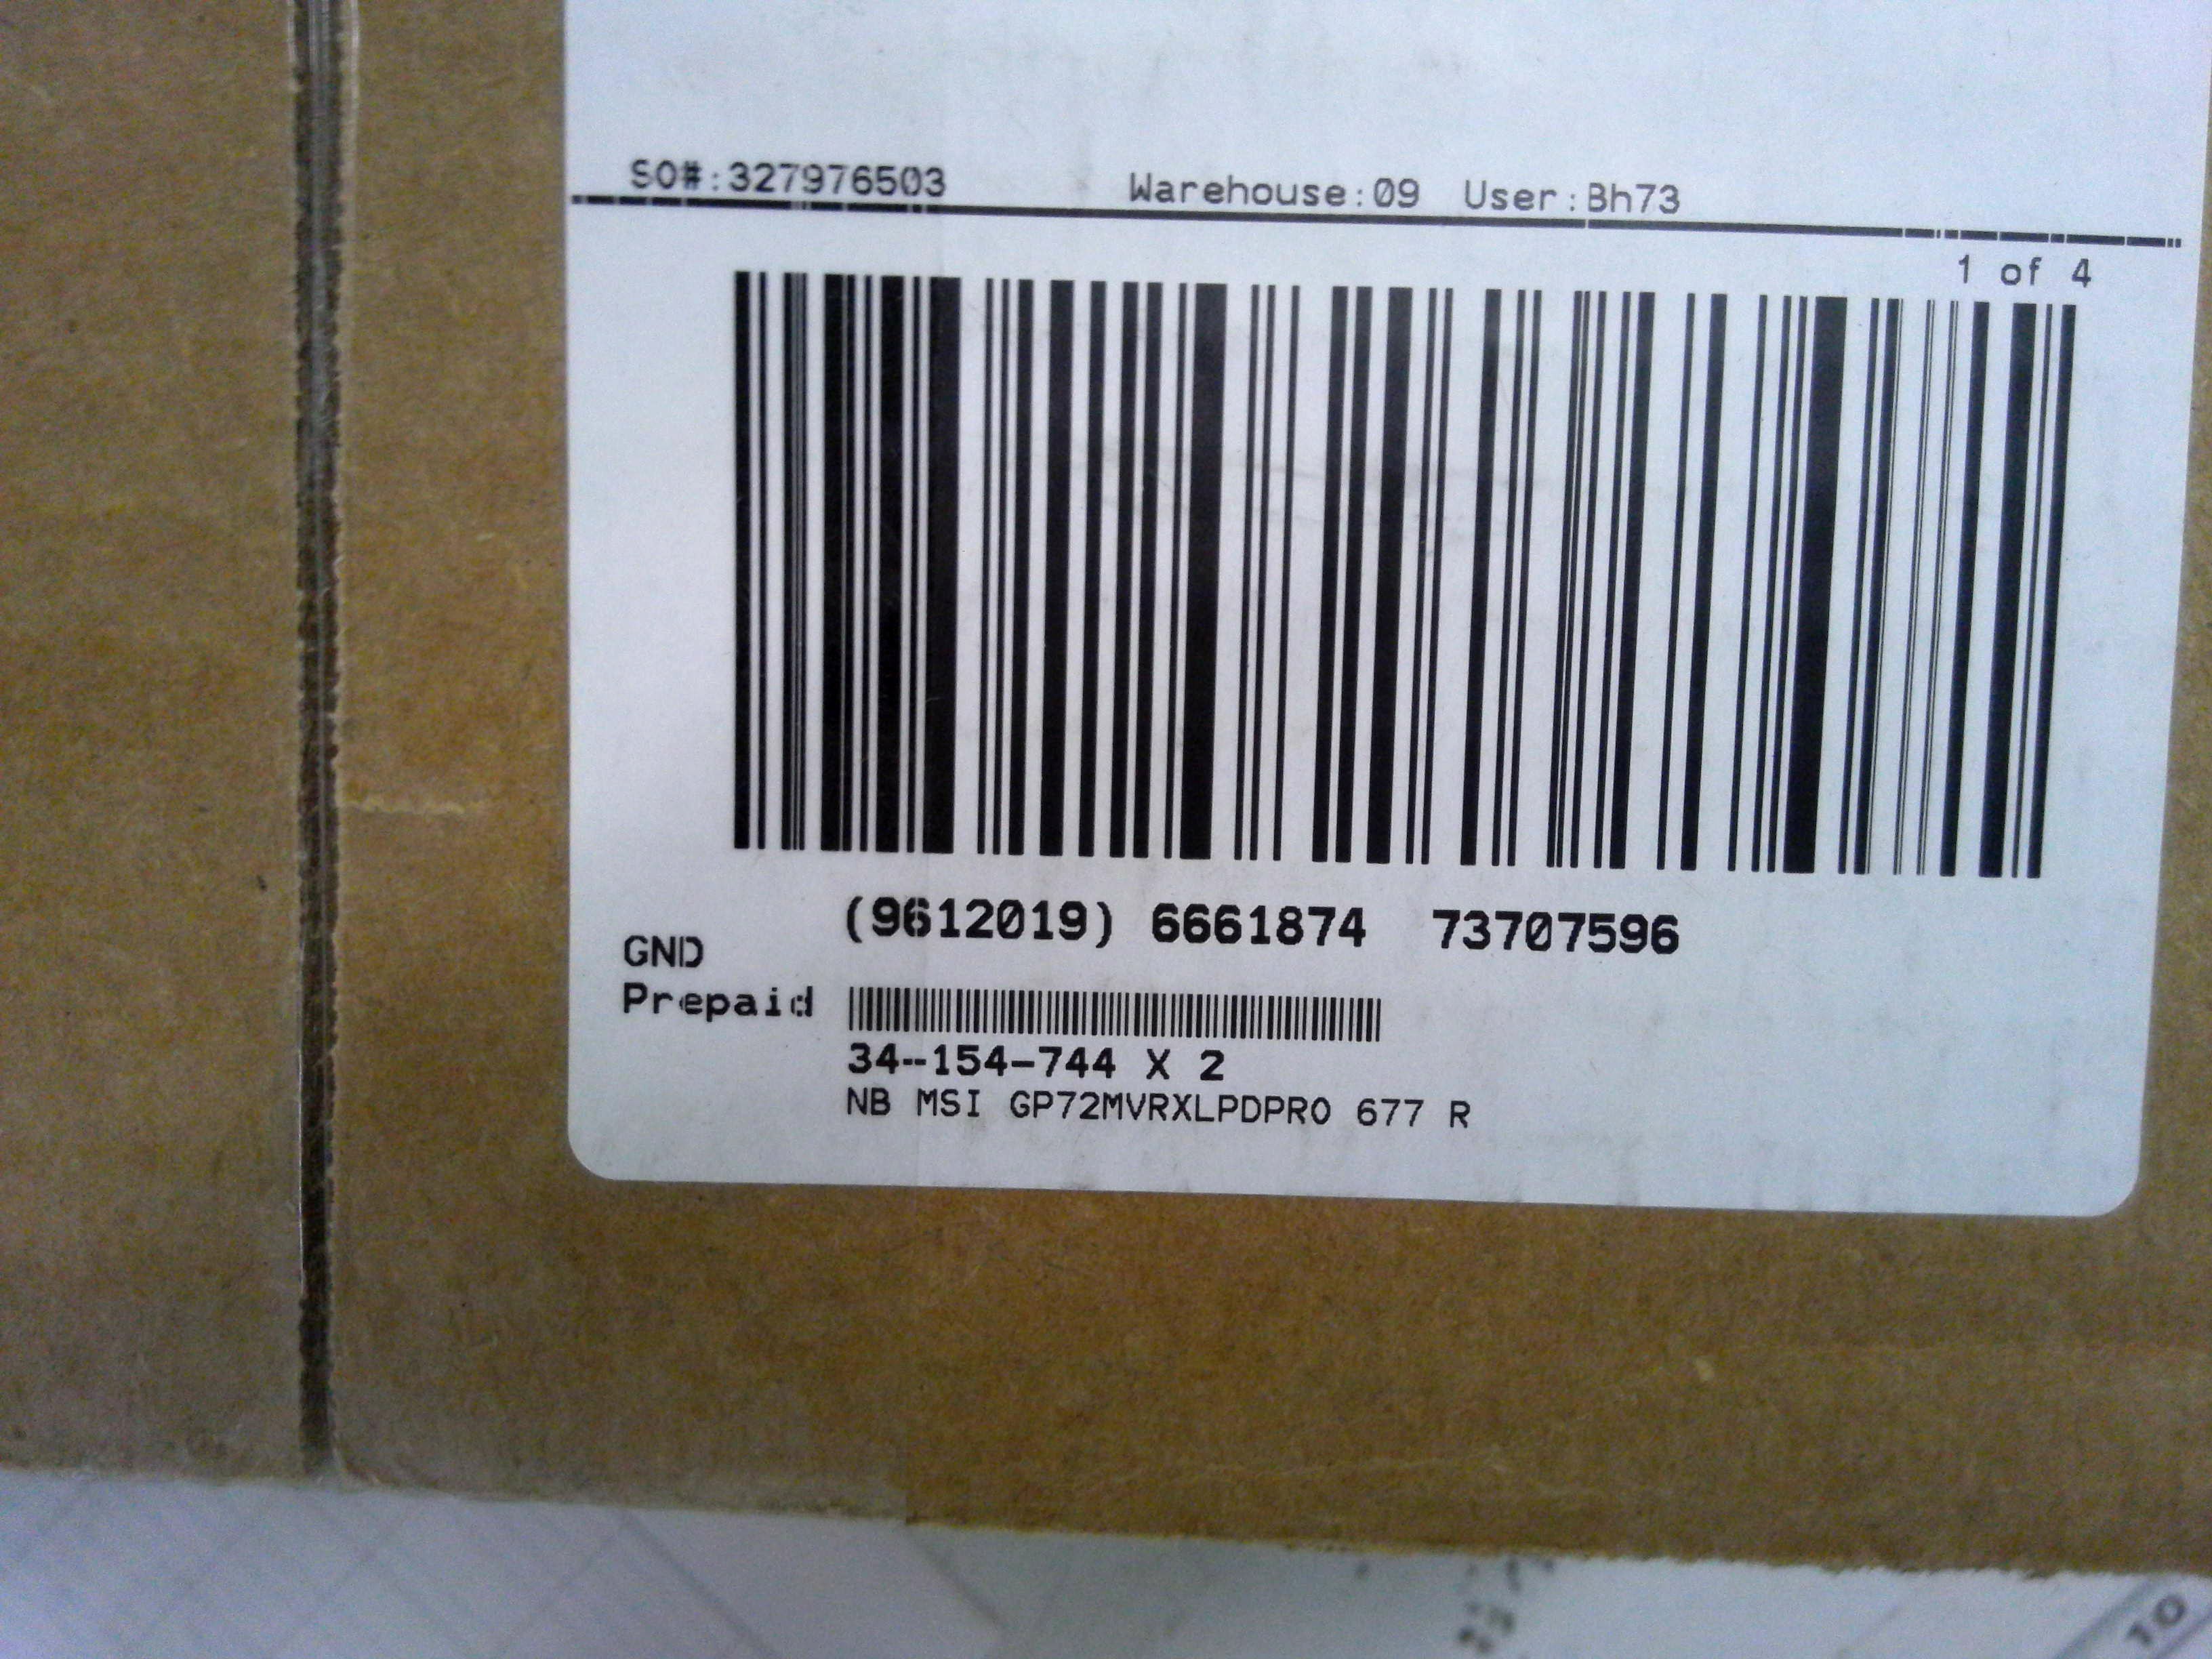 SO#:327976503 Warehouse:09 User:Bh73
1 of 4
(9612019) 6661874 73707596
GND
Prepaid
34--154-744 X 2
NB MSI GP72MVRXLPDPRO 677 R
10